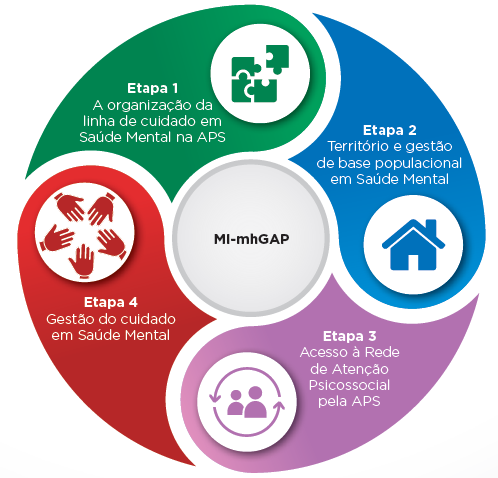 Etapa 1
A organização da
linha de cuidado em
Saúde Mental na APS
Etapa 2
Território e gestão
de base populacional
em Saúde Mental
MI-mhGAP
Etapa 3
Acesso à Rede
de Atenção
Psicossocial
pela APS
Etapa 4
Gestão do cuidado
em Saúde Mental